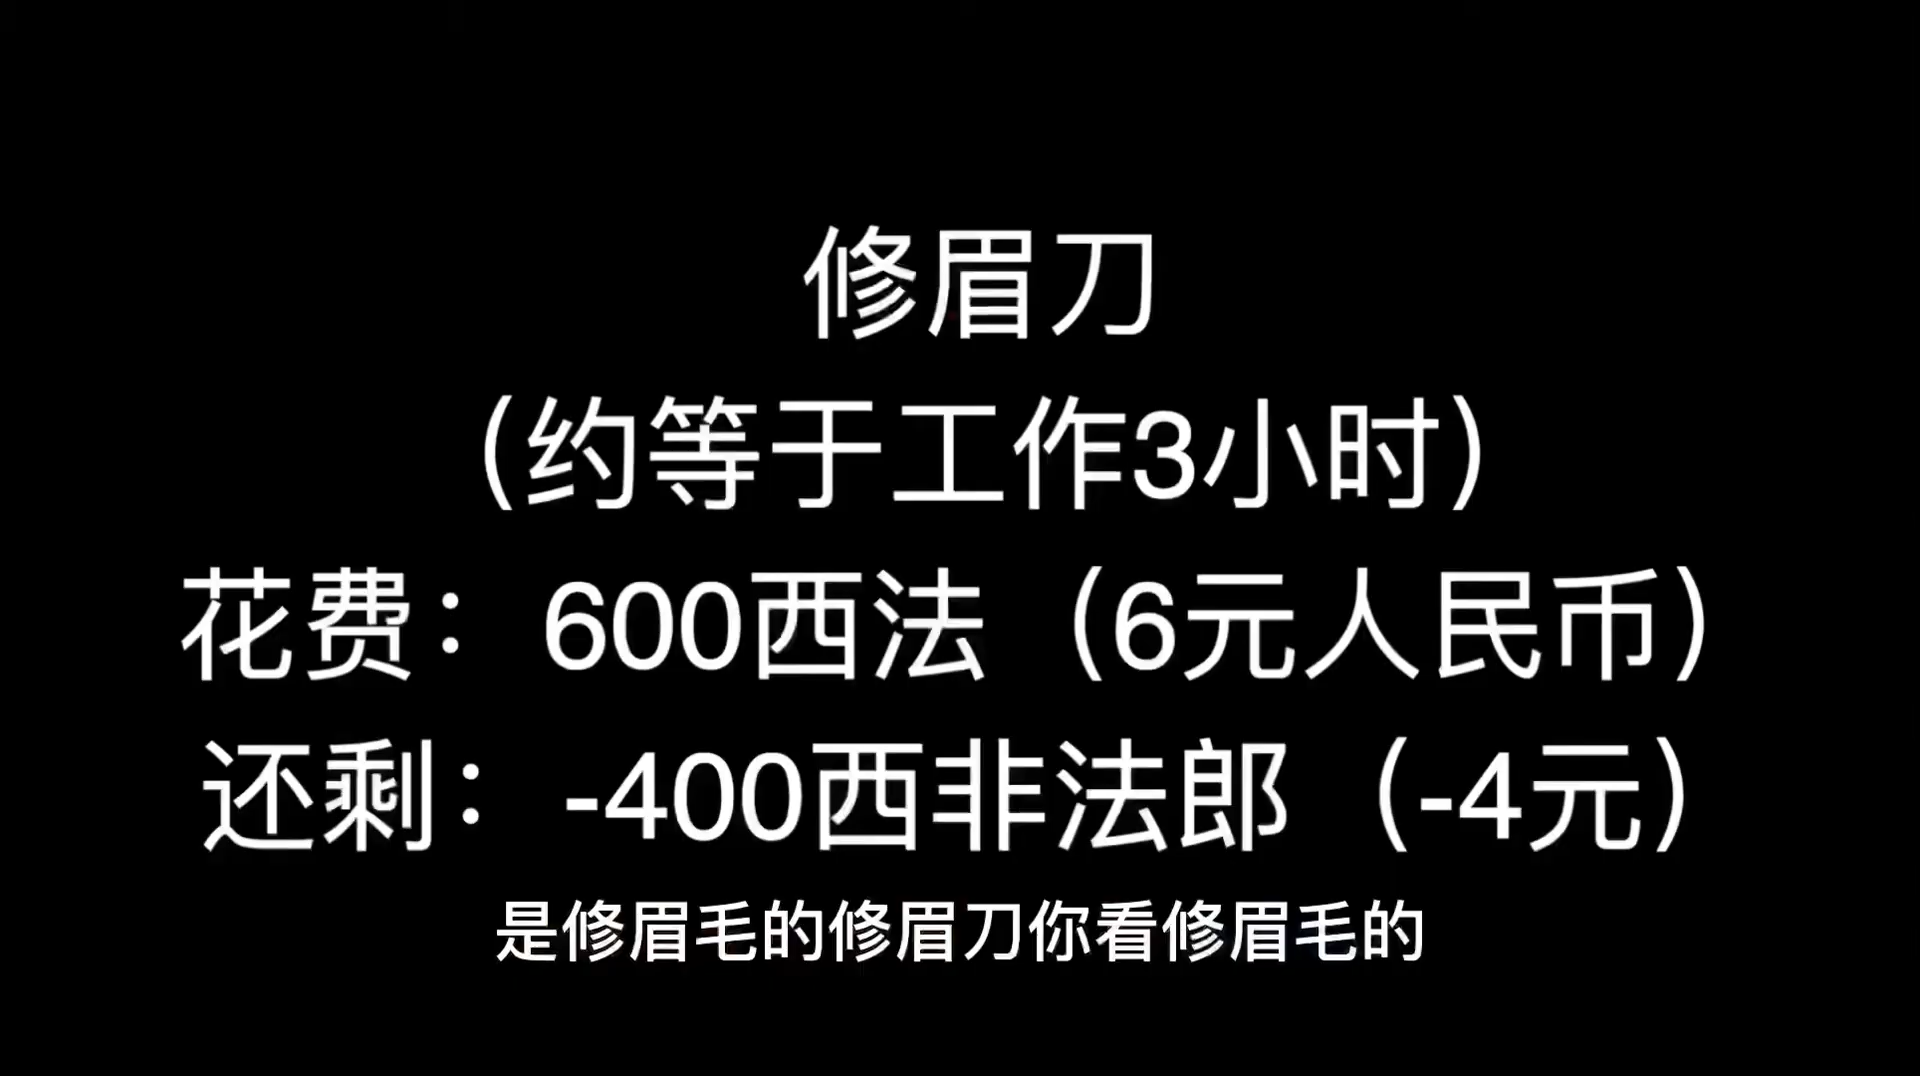 修眉刀
（约等于工作3小时）
花费：600西法（6元人民币）
还剩：-400西非法郎（-4元）
是修眉毛的修眉刀你看修眉毛的